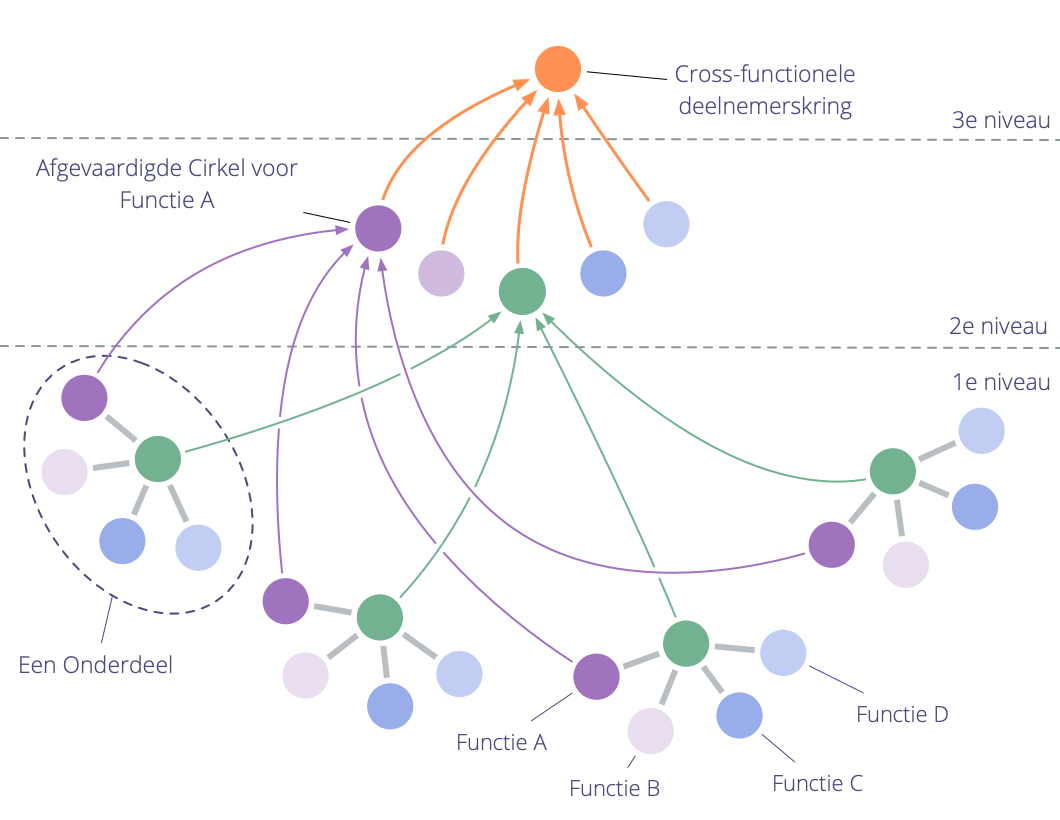 Cross-functionele
deelnemerskring
3e niveau
Afgevaardigde Cirkel voor
Functie A
2e niveau
1e niveau
Een Onderdeel
Functie D
Functie A
Functie C
Functie B